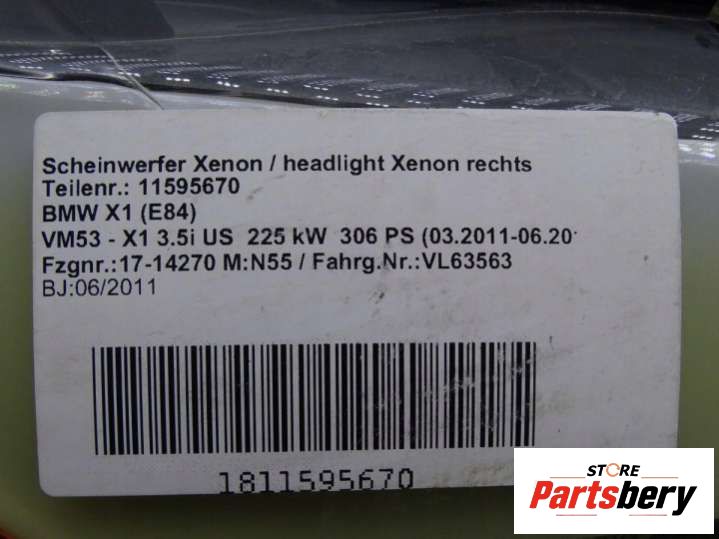 Scheinwerfer Xenon / headlight Xenon rechts
Teilenr.: 11595670
BMW X1 (E84)
VM53 - X1 3.5i US 225 kW 306 PS (03.2011-06.20
Fzgnr.:17-14270 M:N55 / Fahrg.Nr.:VL63563
BJ:06/2011
1811595670
STORE
Partsbery